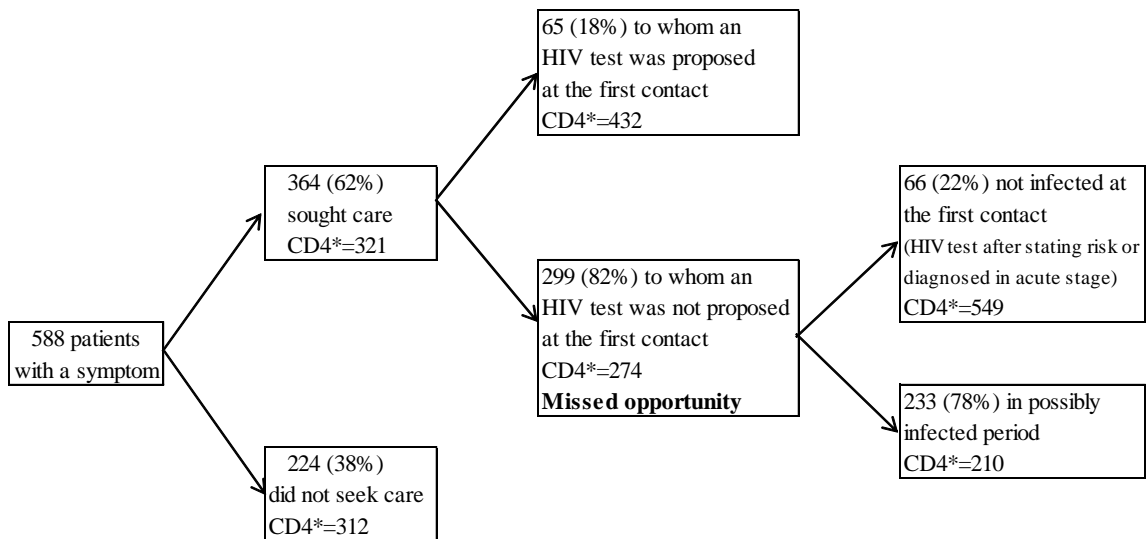 588 patients
with a symptom
364 (62%)
sought care
CD4*=321
224 (38%)
did not seek care
CD4*=312
65 (18%) to whom an
HIV test was proposed
at the first contact
CD4*=432
299 (82%) to whom an
HIV test was not proposed
at the first contact
CD4*=274
Missed opportunity
66 (22%) not infected at
the first contact
(HIV test after stating risk or
diagnosed in acute stage)
CD4*=549
233 (78%) in possibly
infected period
CD4*=210